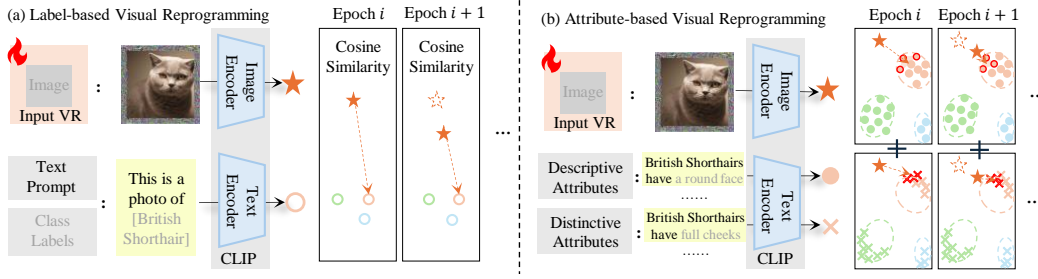 (a) Label-based Visual Reprogramming
Epoch i
Epoch i + 1
Image
Input VR
:
Image
Encoder
Cosine
Similarity
Cosine
Similarity
...
Text
Prompt
Class
Labels
:
This is a
photo of
[British
Shorthair]
Text
Encoder
CLIP
(b) Attribute-based Visual Reprogramming
Epoch i
Epoch i + 1
Image
Input VR
:
Image
Encoder
...
+
+
Descriptive
Attributes
:
British Shorthairs
have a round face
......
Distinctive
Attributes
:
British Shorthairs
have full cheeks
......
Text
Encoder
CLIP
...